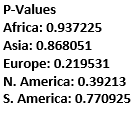 P-Values
Africa: 0.937225
Asia: 0.868051
Europe: 0.219531
N. America: 0.39213
S. America: 0.770925